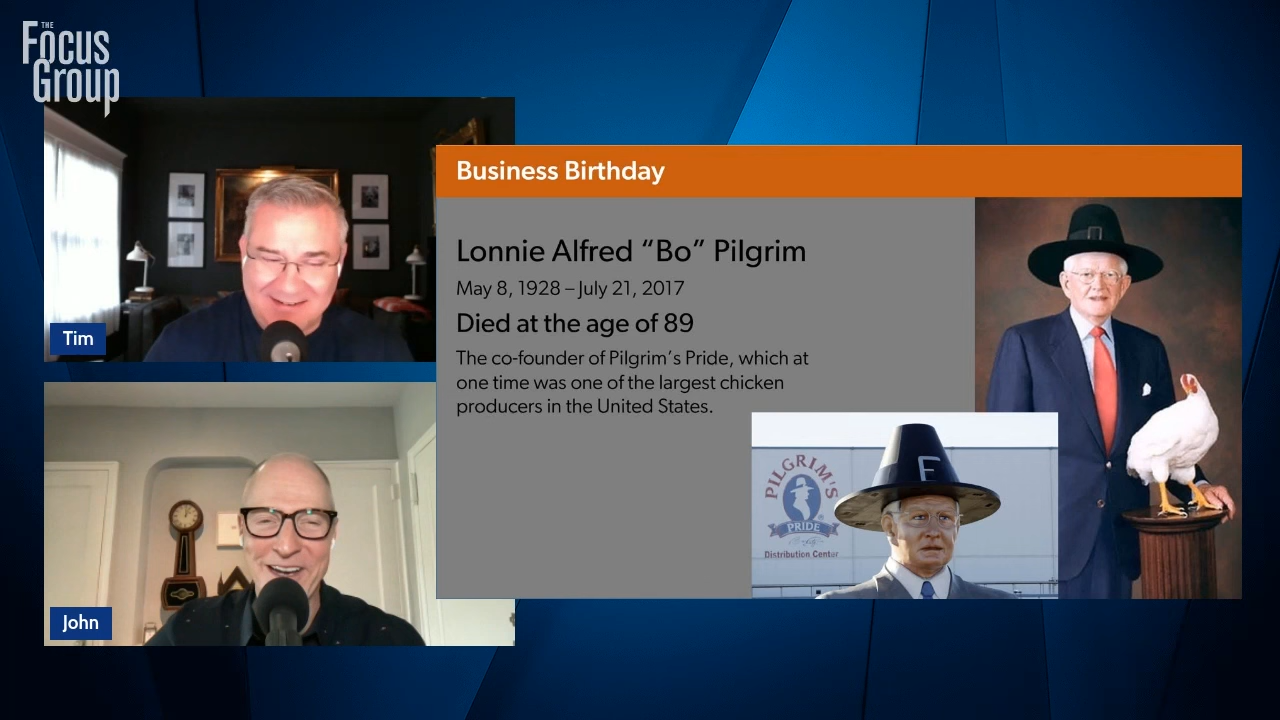 THE
Focus
Group
Tim
John
Business Birthday
Lonnie Alfred “Bo” Pilgrim
May 8, 1928 – July 21, 2017
Died at the age of 89
The co-founder of Pilgrim’s Pride, which at
one time was one of the largest chicken
producers in the United States.
PILGRIM'S
PRIDE
Distribution Center